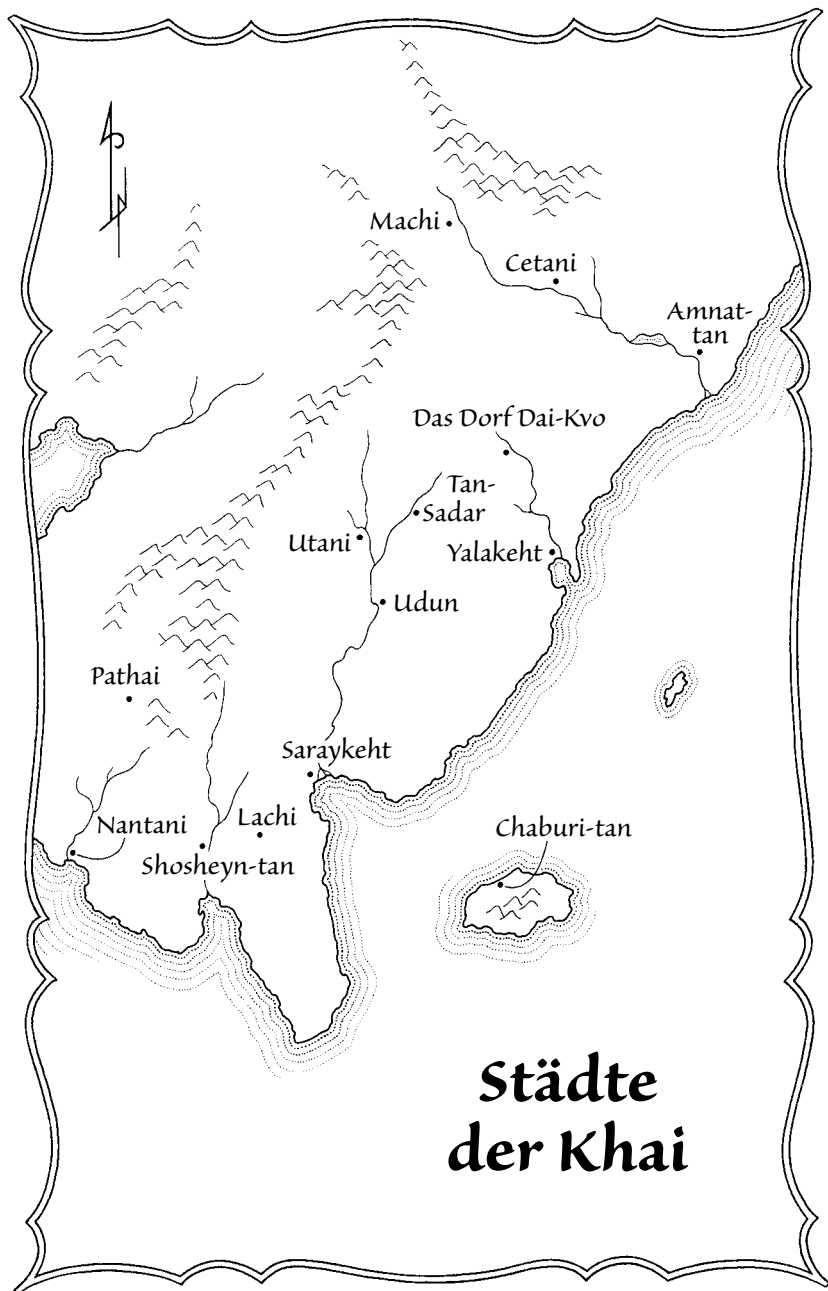 Machi
Cetani
Amnat-
tan
Das Dorf Dai-Kvo
Tan-
Sadar
Utani
Yalakeht
Udun
Pathai
Saraykeht
Nantani
Lachi
Shosheyn-tan
Chaburi-tan
Städte
der Khai